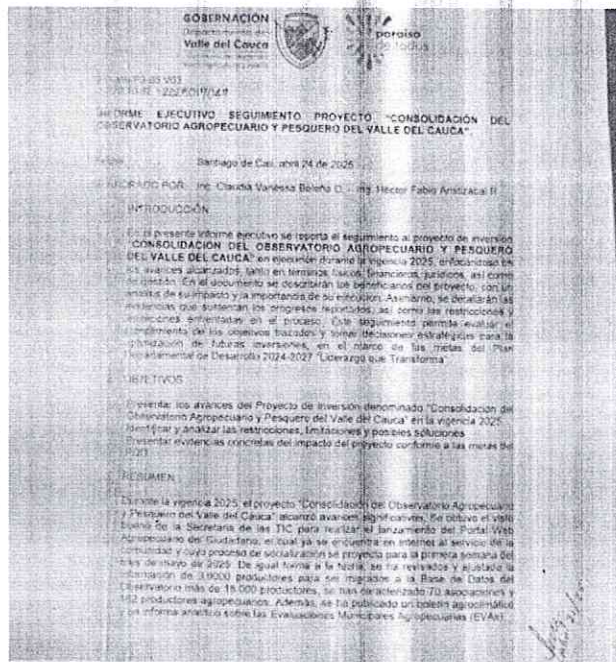 GOBERNACIÓN
Departamento del
Valle del Cauca
paraíso
de todos
INFORME EJECUTIVO SEGUIMIENTO PROYECTO "CONSOLIDACIÓN DEL
OBSERVATORIO AGROPECUARIO Y PESQUERO DEL VALLE DEL CAUCA".
Santiago de Cali, abril 24 de 2025
ELABORADO POR: Ing. Claudia Vanessa Bolaño O. - Ing. Héctor Fabio Aristizabal R.
INTRODUCCIÓN
En el presente informe ejecutivo se reporta el seguimiento al proyecto de inversión
"CONSOLIDACIÓN DEL OBSERVATORIO AGROPECUARIO Y PESQUERO
DEL VALLE DEL CAUCA" en ejecución durante la vigencia 2025, enfocándose en
los avances alcanzados, tanto en términos físicos, financieros, jurídicos, así como
de gestión. En el documento se describirán los beneficiarios del proyecto, con un
análisis de su impacto y la importancia de su ejecución. Asimismo, se detallarán las
evidencias que sustentan los progresos reportados, así como las restricciones y
limitaciones enfrentadas en el proceso. Este seguimiento permite evaluar el
cumplimiento de los objetivos trazados y tomar decisiones estratégicas para la
optimización de futuras inversiones, en el marco de las metas del Plan
Departamental de Desarrollo 2024-2027 "Liderazgo que Transforma".
OBJETIVOS
Presentar los avances del Proyecto de Inversión denominado "Consolidación del
Observatorio Agropecuario y Pesquero del Valle del Cauca" en la vigencia 2025
Identificar y analizar las restricciones, limitaciones y posibles soluciones
Presentar evidencias concretas del impacto del proyecto conforme a las metas del
RESUMEN
Durante la vigencia 2025, el proyecto "Consolidación del Observatorio Agropecuario
y Pesquero del Valle del Cauca" alcanzó avances significativos. Se obtuvo el visto
bueno de la Secretaría de las TIC para realizar el lanzamiento del Portal Web
Agropecuario del Ciudadano, el cual ya se encuentra en internet al servicio de la
comunidad y cuyo proceso de socialización se proyecta para la primera semana del
mes de mayo de 2025. De igual forma a la fecha, se ha revisados y ajustado la
información de 3.0000 productores para ser migrados a la Base de Datos del
Observatorio más de 15.000 productores, se han caracterizado 70 asociaciones y
productores agropecuarios. Además, se ha publicado un boletín agroclimático
y un informe analítico sobre las Evaluaciones Municipales Agropecuarias (EVAs).